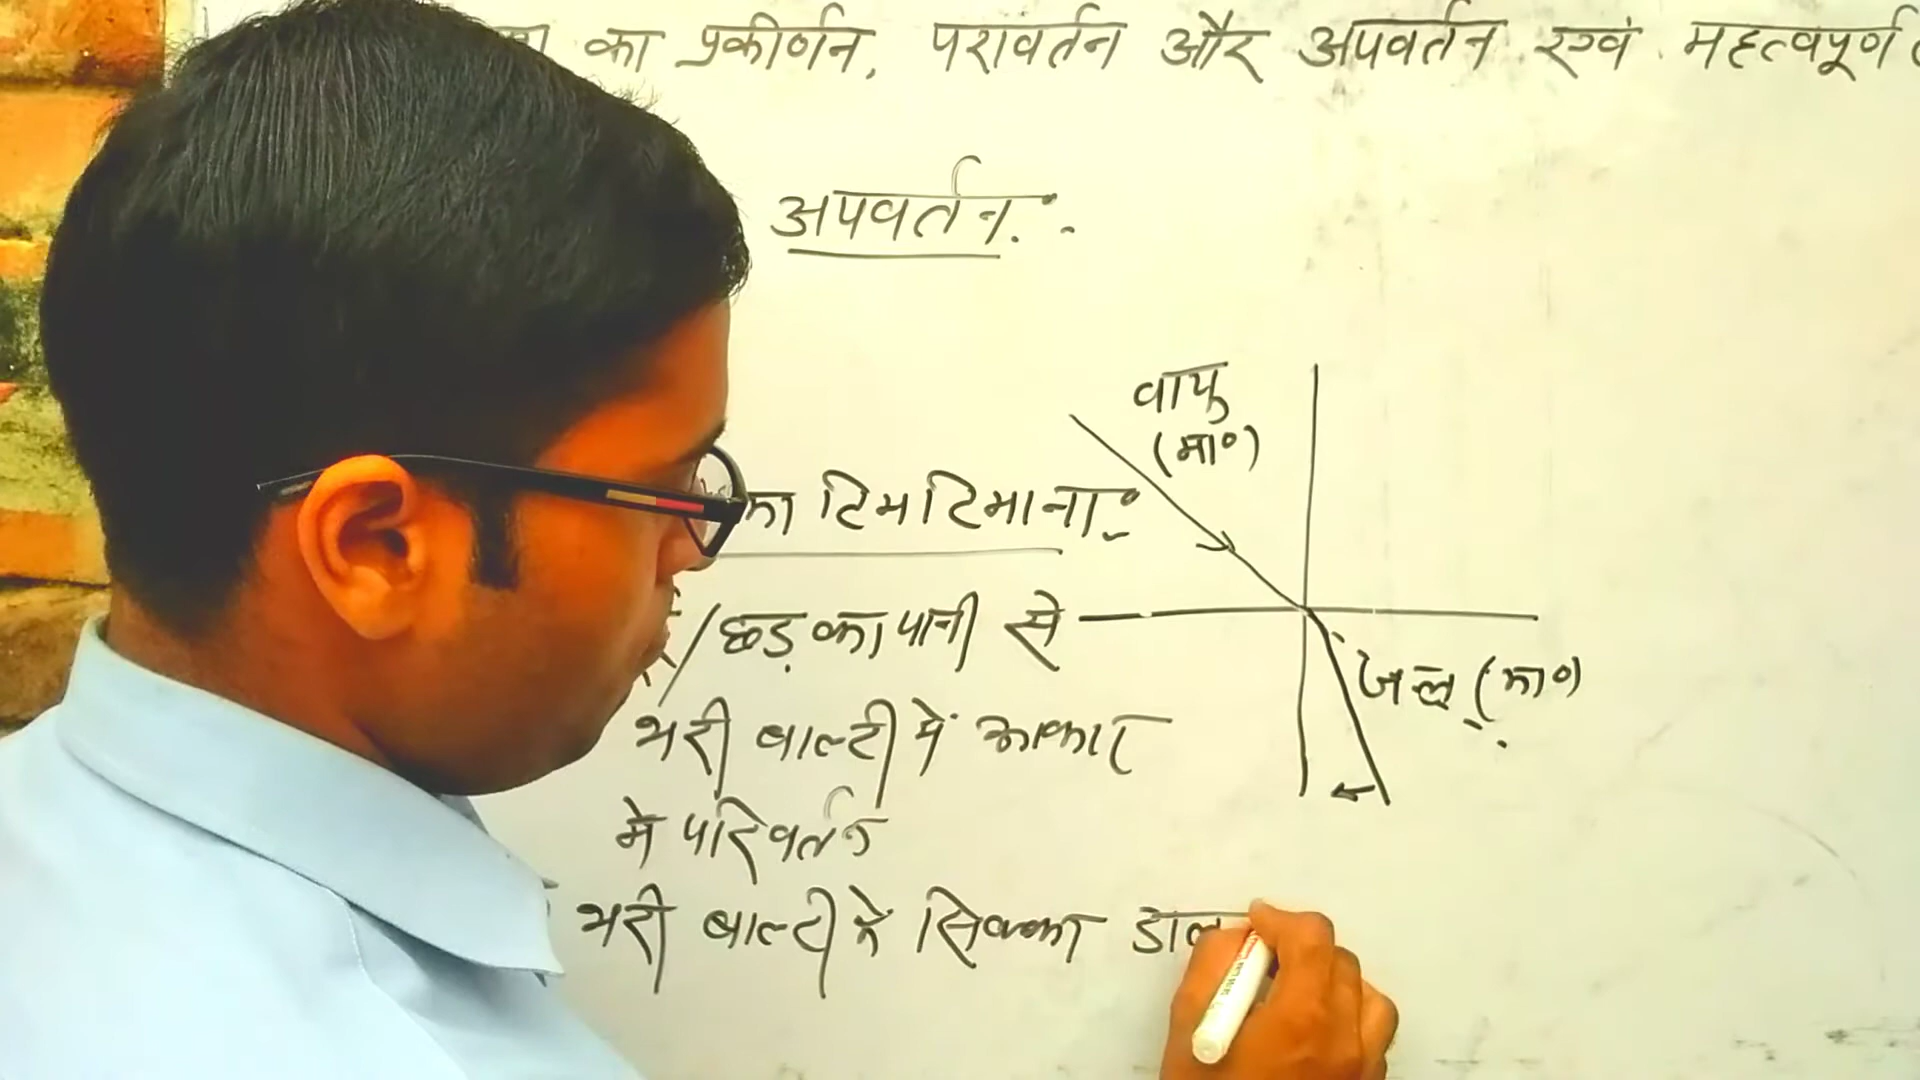 का प्रकीर्णन, परावर्तन और अपवर्तन एवं महत्वपूर्ण
अपवर्तन:-
वायु
(मा०)
का टिमटिमाना:-
/छड़ का पानी से
जल (मा०)
भरी बाल्टी में आकार
मे परिवर्तन
भरी बाल्टी मे सिक्का डाल